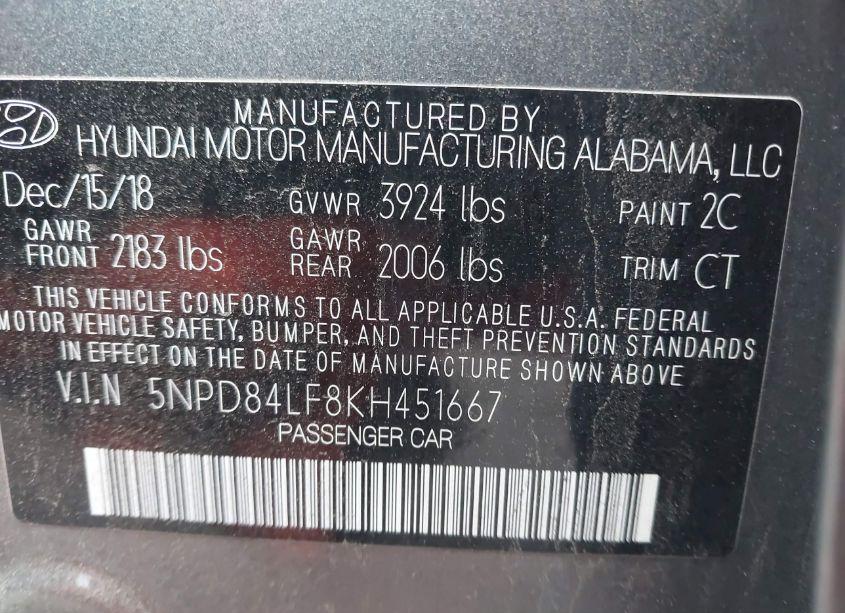 MANUFACTURED BY
HYUNDAI MOTOR MANUFACTURING ALABAMA, LLC
Dec/15/18 GVWR 3924 lbs PAINT 2C
GAWR FRONT 2183 lbs GAWR REAR 2006 lbs TRIM CT
THIS VEHICLE CONFORMS TO ALL APPLICABLE U.S.A. FEDERAL
MOTOR VEHICLE SAFETY, BUMPER, AND THEFT PREVENTION STANDARDS
IN EFFECT ON THE DATE OF MANUFACTURE SHOWN ABOVE
V.I.N 5NPD84LF8KH451667
PASSENGER CAR